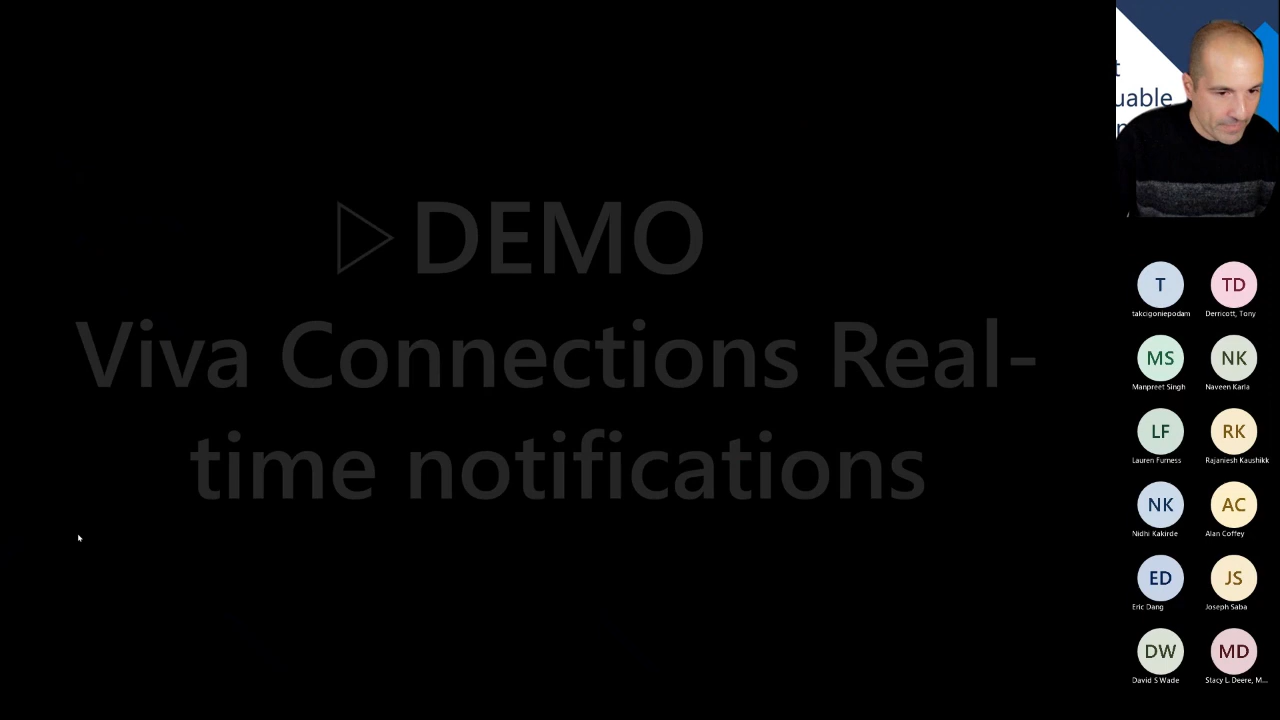 DEMO
Viva Connections Real-
time notifications
t
uable
T
takcigoniepodam
TD
Derricott, Tony
MS
Manpreet Singh
NK
Naveen Karla
LF
Lauren Furness
RK
Rajaniesh Kaushikk
NK
Nidhi Kakirde
AC
Alan Coffey
ED
Eric Dang
JS
Joseph Saba
DW
David S Wade
MD
Stacy L. Deere, M...